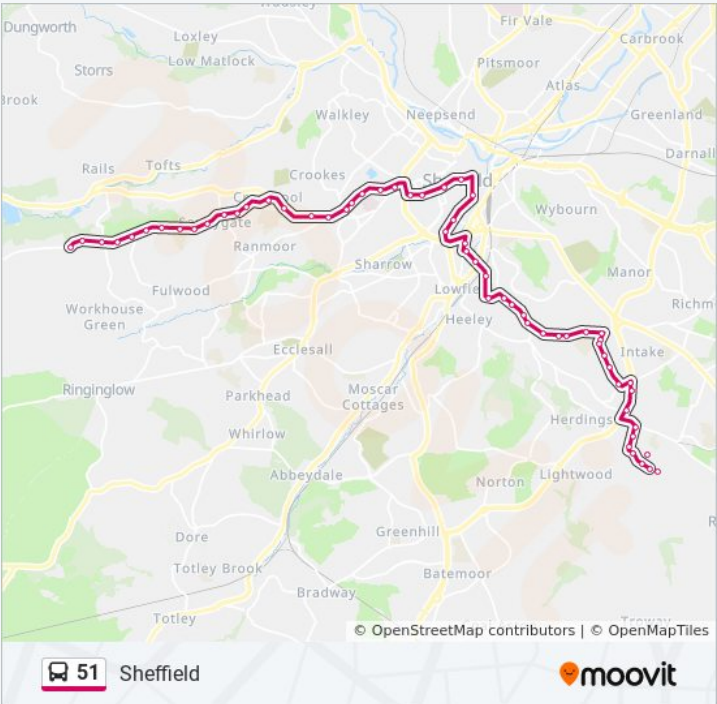 Dungworth
Fir Vale
Loxley
Carbrook
Low Matlock
Storrs
Pitsmoor
Atlas
Brook
Walkley
Neepsend
Greenland
Darnall
Rails
Tofts
Crookes
Wybourn
Ranmoor
Sharrow
Manor
Fulwood
Lowfie
Richm
Workhouse
Green
Heeley
Ecclesall
Intake
Ringinglow
Parkhead
Moscar
Cottages
Herdings
Whirlow
Abbeydale
Norton
Lightwood
Dore
Greenhill
Totley Brook
Batemoor
Bradway
Totley
© OpenStreetMap contributors | © OpenMapTiles
51 Sheffield
moovit